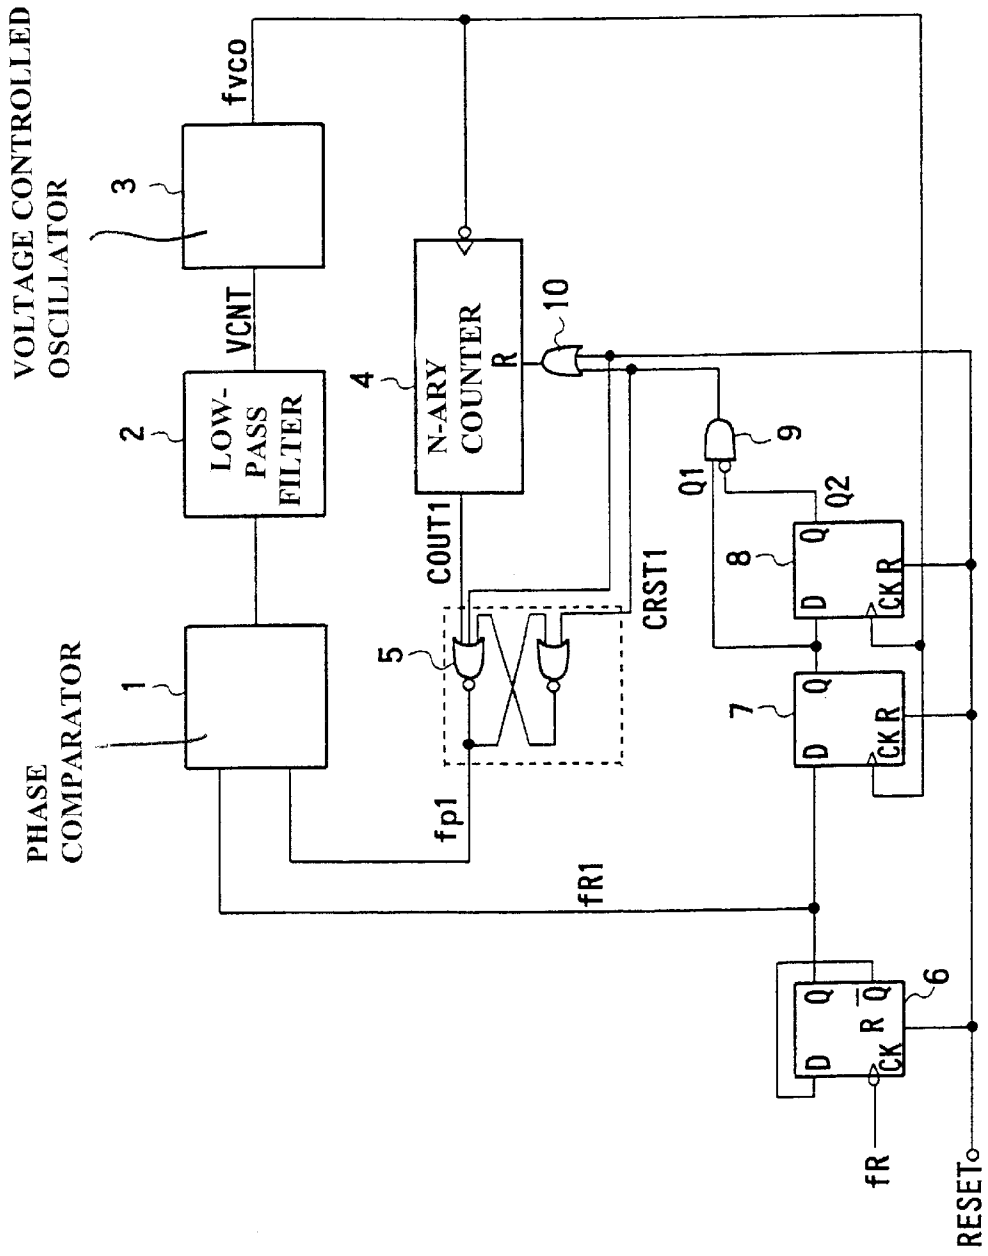 PHASE
COMPARATOR
VOLTAGE CONTROLLED
OSCILLATOR
1
2
LOW-
PASS
FILTER
VCNT
3
fvco
fp1
5
COUT1
4
N-ARY
COUNTER
R
10
fR1
CRST1
Q1
9
Q2
7
D
Q
CK
R
8
D
Q
CK
R
D
Q
CK
R
Q
6
fR
RESET